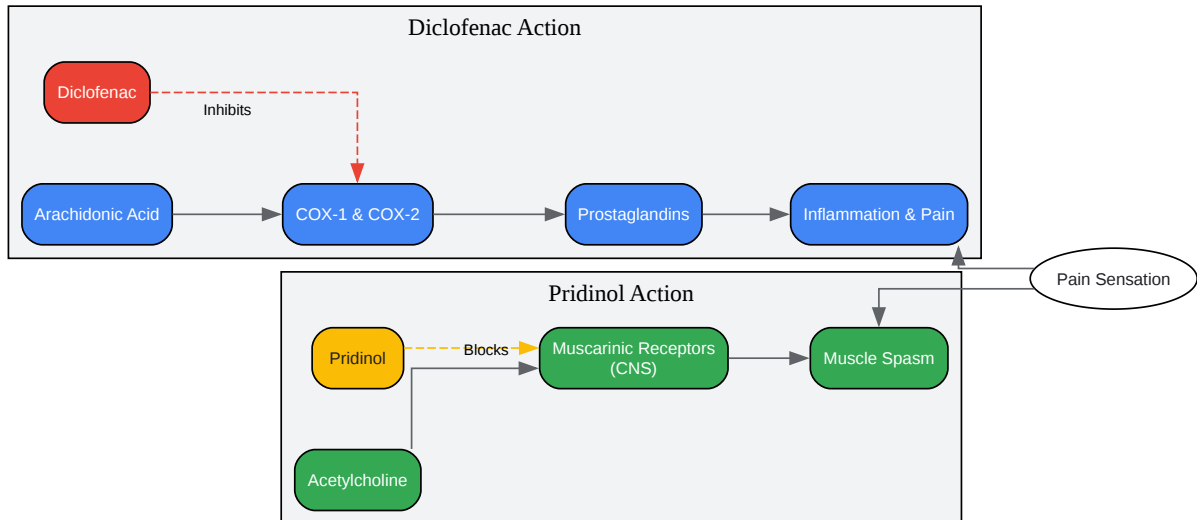 Diclofenac Action
Diclofenac
Inhibits
Arachidonic Acid
COX-1 & COX-2
Prostaglandins
Inflammation & Pain
Pain Sensation
Pridinol Action
Pridinol
Blocks
Muscarinic Receptors
(CNS)
Muscle Spasm
Acetylcholine